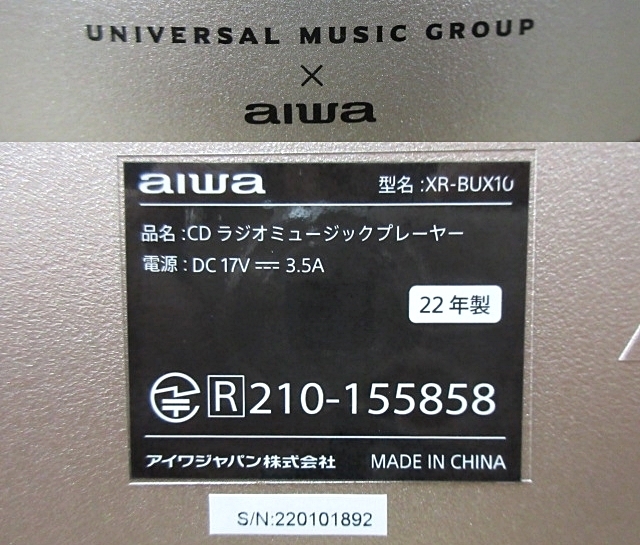 UNIVERSAL MUSIC GROUP
×
aiwa
aiwa 型名:XR-BUX10
品名:CD ラジオミュージックプレーヤー
電源:DC 17V ⎓ 3.5A
22 年製
R 210-155858
アイワジャパン株式会社 MADE IN CHINA
S/N:220101892